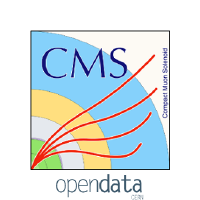 CMS
Compact Muon Solenoid
opendata
CERN